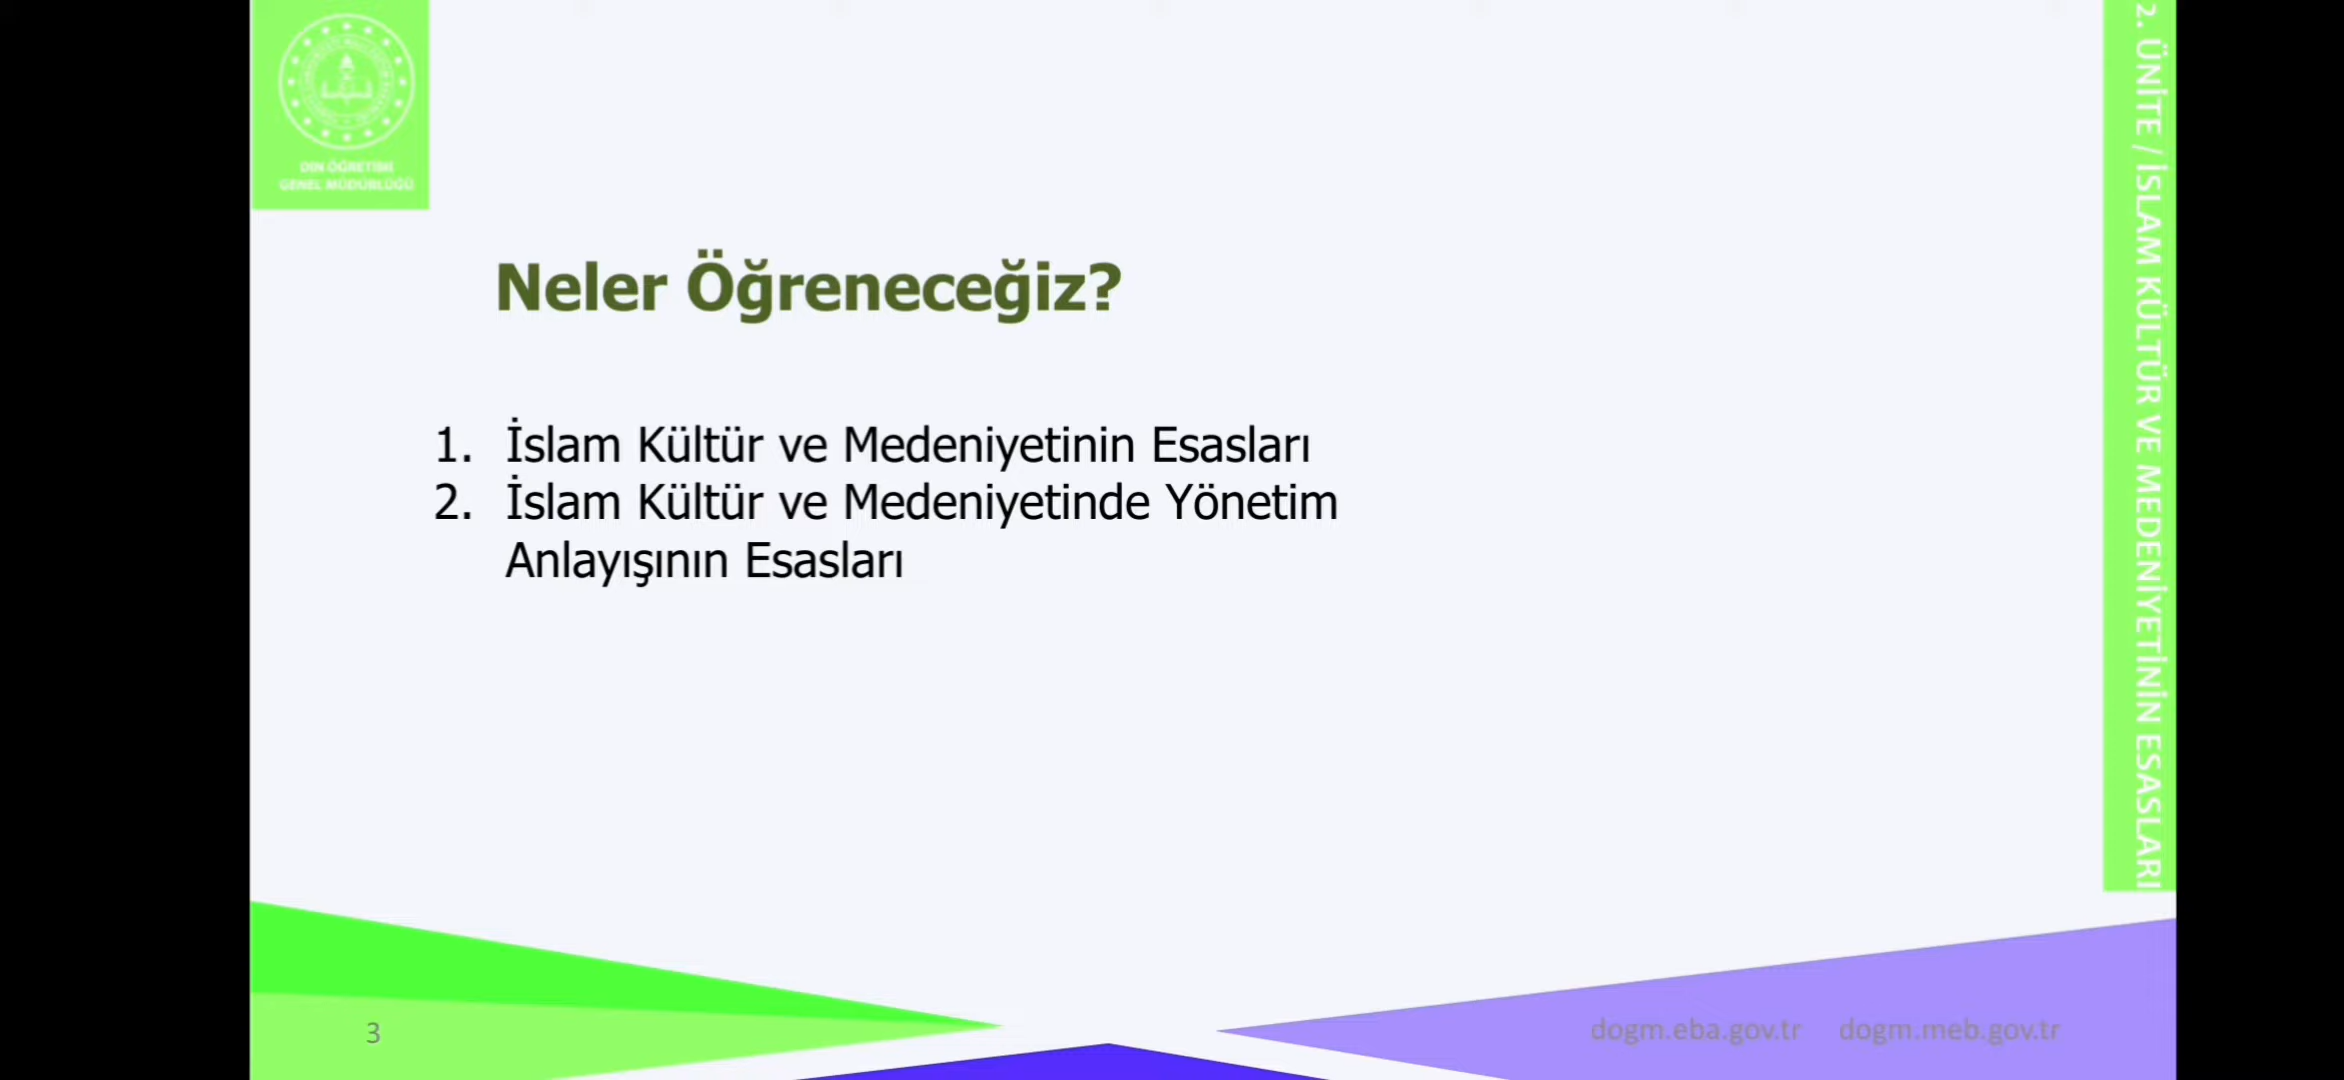 DİN ÖĞRETİMİ
GENEL MÜDÜRLÜĞÜ
Neler Öğreneceğiz?
1. İslam Kültür ve Medeniyetinin Esasları
2. İslam Kültür ve Medeniyetinde Yönetim
Anlayışının Esasları
2. ÜNİTE / İSLAM KÜLTÜR VE MEDENİYETİNİN ESASLARI
3
dogm.eba.gov.tr dogm.meb.gov.tr